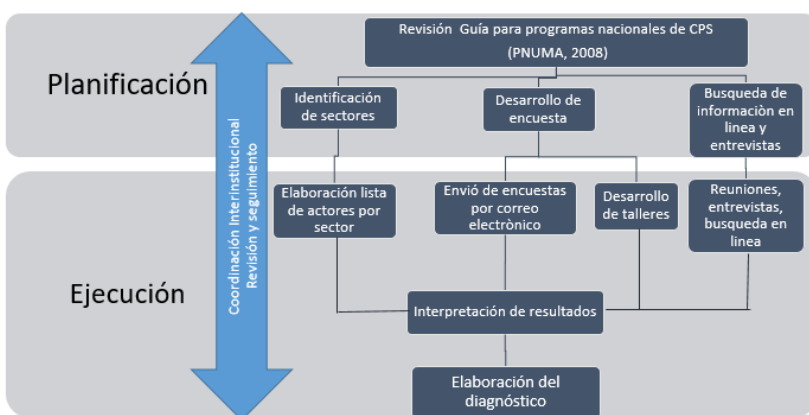 Revisión Guía para programas nacionales de CPS
(PNUMA, 2008)
Planificación
Identificación
de sectores
Desarrollo de
encuesta
Busqueda de
informaciòn en
linea y
entrevistas
Coordinación Interinstitucional
Revisión y seguimiento
Elaboración lista
de actores por
sector
Envió de encuestas
por correo
electrònico
Desarrollo
de talleres
Reuniones,
entrevistas,
busqueda en
linea
Ejecución
Interpretación de resultados
Elaboración del
diagnóstico